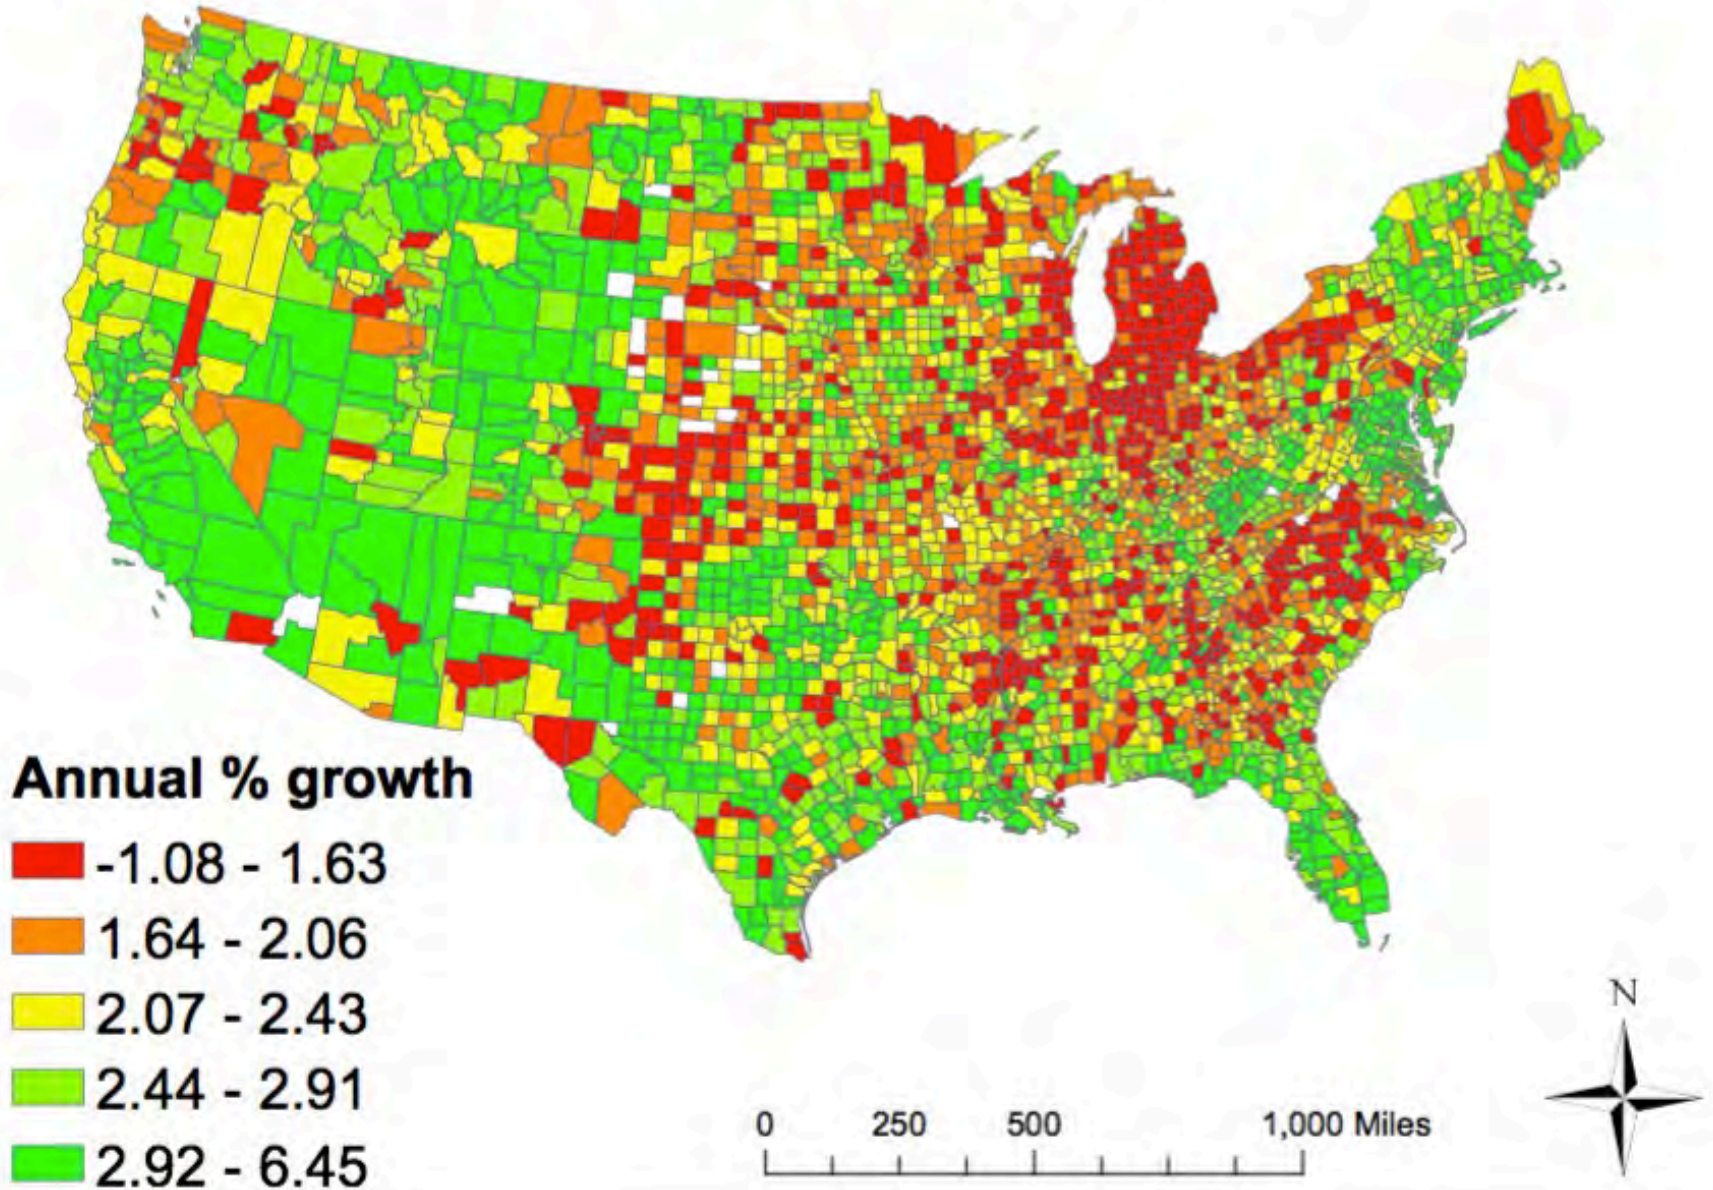 Annual % growth
-1.08 - 1.63
1.64 - 2.06
2.07 - 2.43
2.44 - 2.91
2.92 - 6.45
0 250 500 1,000 Miles
N